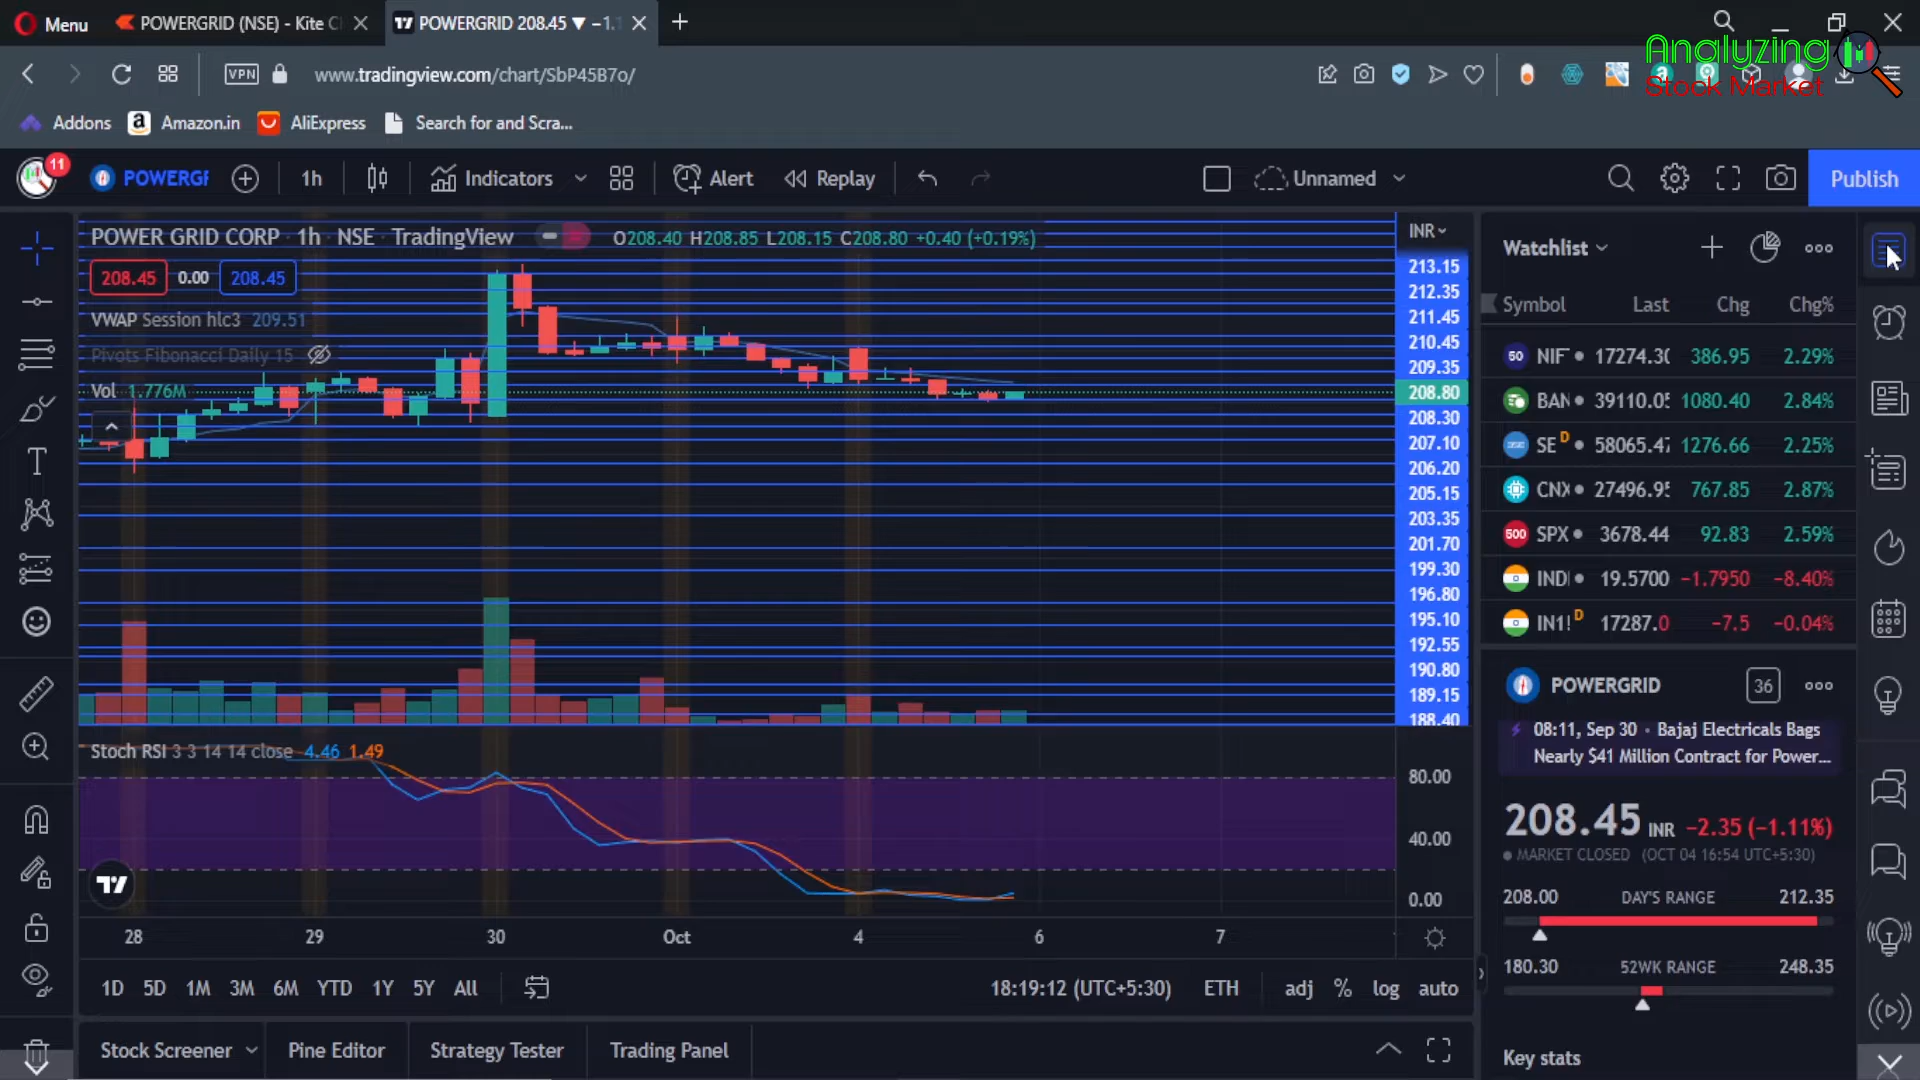 Menu
POWERGRID (NSE) - Kite C
POWERGRID 208.45 ▼ −1.1
Analyzing
Stock Market
VPN
www.tradingview.com/chart/SbP45B7o/
Addons
Amazon.in
AliExpress
Search for and Scra...
11
POWERGR
1h
Indicators
Alert
Replay
Unnamed
Publish
POWER GRID CORP · 1h · NSE · TradingView
O208.40 H208.85 L208.15 C208.80 +0.40 (+0.19%)
208.45
0.00
208.45
VWAP Session hlc3 209.51
Pivots Fibonacci Daily 15
Vol 1.776M
INR
213.15
212.35
211.45
210.45
209.35
208.80
208.30
207.10
206.20
205.15
203.35
201.70
199.30
196.80
195.10
192.55
190.80
189.15
188.40
Stoch RSI 3 3 14 14 close 4.46 1.49
80.00
40.00
0.00
28 29 30 Oct 4 6 7
1D 5D 1M 3M 6M YTD 1Y 5Y All
18:19:12 (UTC+5:30) ETH adj % log auto
Stock Screener
Pine Editor
Strategy Tester
Trading Panel
Watchlist
Symbol Last Chg Chg%
50 NIF 17274.30 386.95 2.29%
BAN 39110.05 1080.40 2.84%
SE D 58065.47 1276.66 2.25%
CNX 27496.95 767.85 2.87%
500 SPX 3678.44 92.83 2.59%
INDI 19.5700 −1.7950 −8.40%
IN1! D 17287.0 −7.5 −0.04%
POWERGRID
36
08:11, Sep 30 · Bajaj Electricals Bags
Nearly $41 Million Contract for Power...
208.45 INR −2.35 (−1.11%)
MARKET CLOSED (OCT 04 16:54 UTC+5:30)
208.00 DAY'S RANGE 212.35
180.30 52WK RANGE 248.35
Key stats